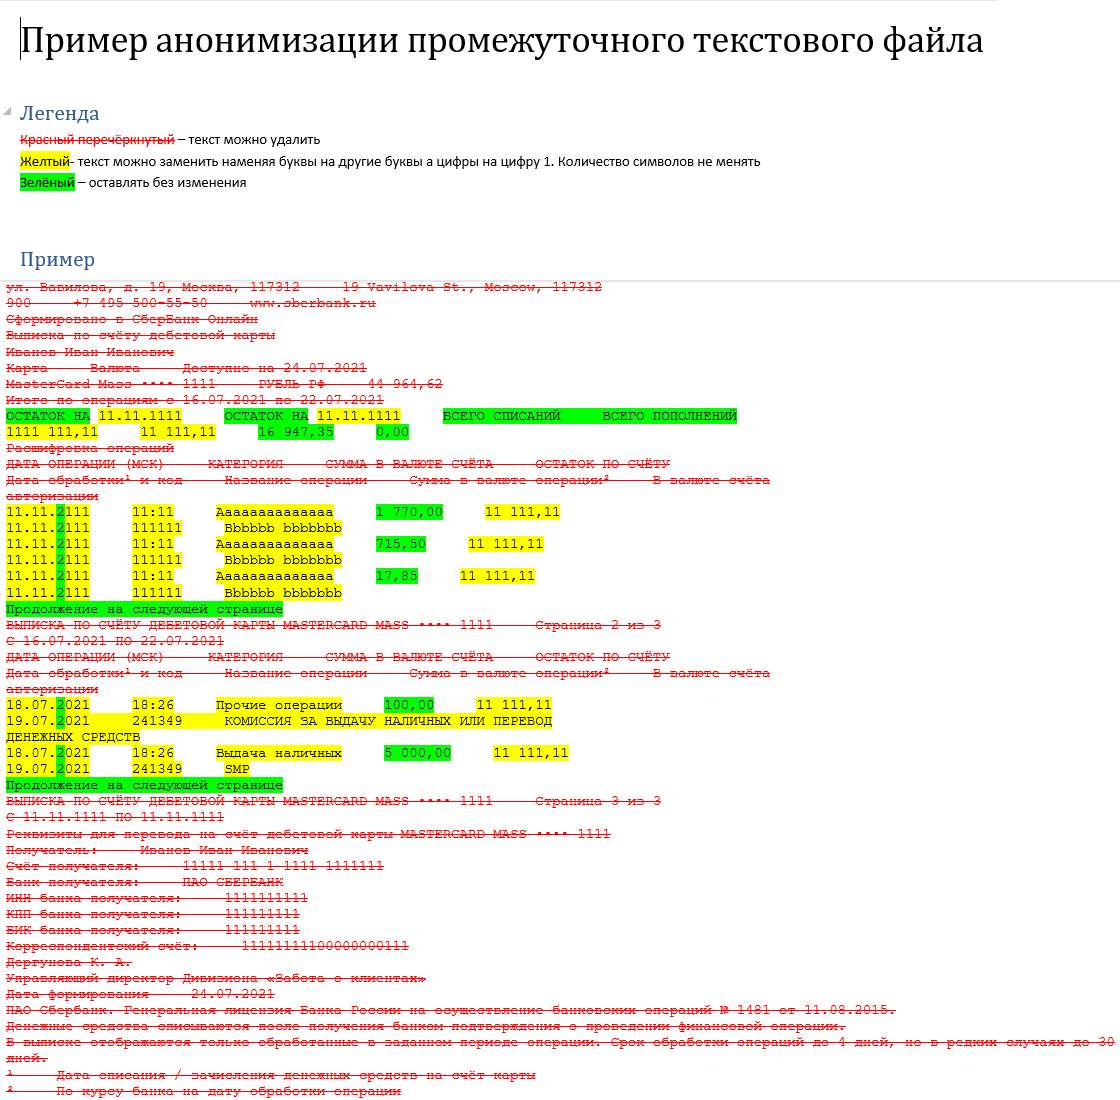 Пример анонимизации промежуточного текстового файла
Легенда
Красный перечёркнутый – текст можно удалить
Желтый- текст можно заменить наменяя буквы на другие буквы а цифры на цифру 1. Количество символов не менять
Зелёный – оставлять без изменения
Пример
ул. Вавилова, д. 19, Москва, 117312     19 Vavilova St., Moscow, 117312
900     +7 495 500-55-50     www.sberbank.ru
Сформировано в СберБанк Онлайн
Выписка по счёту дебетовой карты
Иванов Иван Иванович
Карта     Валюта     Доступно на 24.07.2021
MasterCard Mass •••• 1111     РУБЛЬ РФ     44 964,62
Итого по операциям с 16.07.2021 по 22.07.2021
ОСТАТОК НА 11.11.1111     ОСТАТОК НА 11.11.1111     ВСЕГО СПИСАНИЙ     ВСЕГО ПОПОЛНЕНИЙ
1111 111,11     11 111,11     16 947,35     0,00
Расшифровка операций
ДАТА ОПЕРАЦИИ (МСК)     КАТЕГОРИЯ     СУММА В ВАЛЮТЕ СЧЁТА     ОСТАТОК ПО СЧЁТУ
Дата обработки¹ и код     Название операции     Сумма в валюте операции²     В валюте счёта
авторизации
11.11.2111     11:11     Аааааааааааааа     1 770,00     11 111,11
11.11.2111     111111     Bbbbbb bbbbbbb
11.11.2111     11:11     Аааааааааааааа     715,50     11 111,11
11.11.2111     111111     Bbbbbb bbbbbbb
11.11.2111     11:11     Аааааааааааааа     17,85     11 111,11
11.11.2111     111111     Bbbbbb bbbbbbb
Продолжение на следующей странице
ВЫПИСКА ПО СЧЁТУ ДЕБЕТОВОЙ КАРТЫ MASTERCARD MASS •••• 1111     Страница 2 из 3
С 16.07.2021 ПО 22.07.2021
ДАТА ОПЕРАЦИИ (МСК)     КАТЕГОРИЯ     СУММА В ВАЛЮТЕ СЧЁТА     ОСТАТОК ПО СЧЁТУ
Дата обработки¹ и код     Название операции     Сумма в валюте операции²     В валюте счёта
авторизации
18.07.2021     18:26     Прочие операции     100,00     11 111,11
19.07.2021     241349     КОМИССИЯ ЗА ВЫДАЧУ НАЛИЧНЫХ ИЛИ ПЕРЕВОД
ДЕНЕЖНЫХ СРЕДСТВ
18.07.2021     18:26     Выдача наличных     5 000,00     11 111,11
19.07.2021     241349     SMP
Продолжение на следующей странице
ВЫПИСКА ПО СЧЁТУ ДЕБЕТОВОЙ КАРТЫ MASTERCARD MASS •••• 1111     Страница 3 из 3
С 11.11.1111 ПО 11.11.1111
Реквизиты для перевода на счёт дебетовой карты MASTERCARD MASS •••• 1111
Получатель:     Иванов Иван Иванович
Счёт получателя:     11111 111 1 1111 1111111
Банк получателя:     ПАО СБЕРБАНК
ИНН банка получателя:     1111111111
КПП банка получателя:     111111111
БИК банка получателя:     111111111
Корреспондентский счёт:     11111111100000000111
Дергунова К. А.
Управляющий директор Дивизиона «Забота о клиентах»
Дата формирования     24.07.2021
ПАО Сбербанк. Генеральная лицензия Банка России на осуществление банковских операций № 1481 от 11.08.2015.
Денежные средства списываются после получения банком подтверждения о проведении финансовой операции.
В выписке отображаются только обработанные в заданном периоде операции. Срок обработки операций до 4 дней, но в редких случаях до 30
дней.
¹     Дата списания / зачисления денежных средств на счёт карты
²     По курсу банка на дату обработки операции